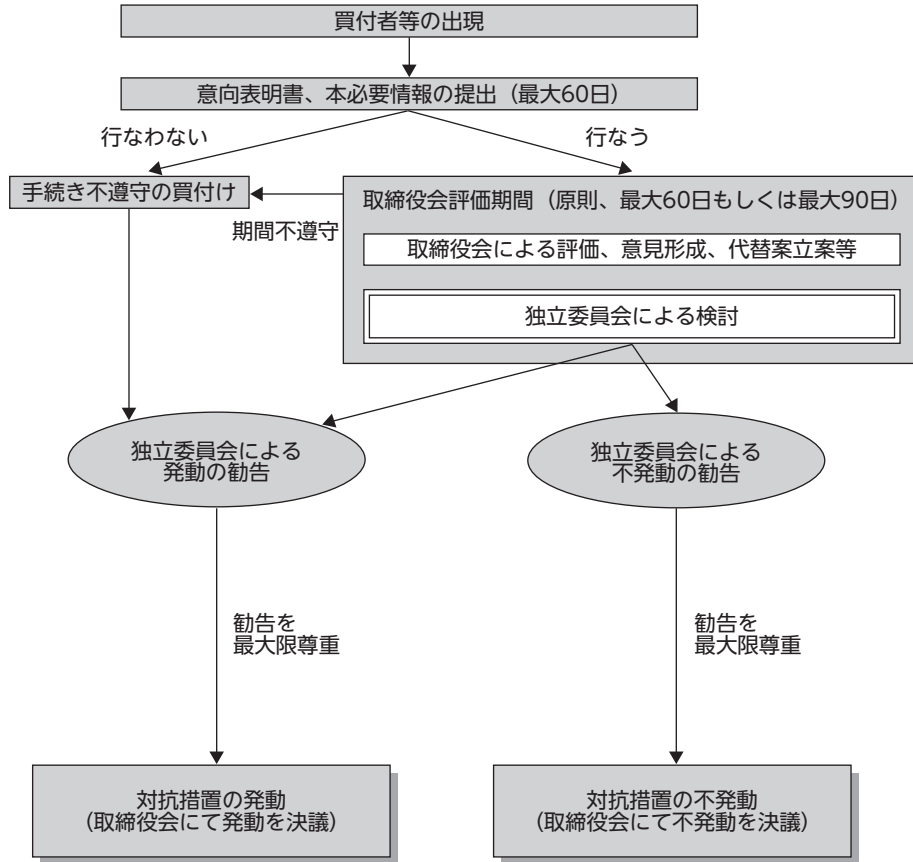 買付者等の出現
意向表明書、本必要情報の提出（最大60日）
行なわない
行なう
手続き不遵守の買付け
取締役会評価期間（原則、最大60日もしくは最大90日）
期間不遵守
取締役会による評価、意見形成、代替案立案等
独立委員会による検討
独立委員会による
発動の勧告
独立委員会による
不発動の勧告
勧告を
最大限尊重
勧告を
最大限尊重
対抗措置の発動
（取締役会にて発動を決議）
対抗措置の不発動
（取締役会にて不発動を決議）